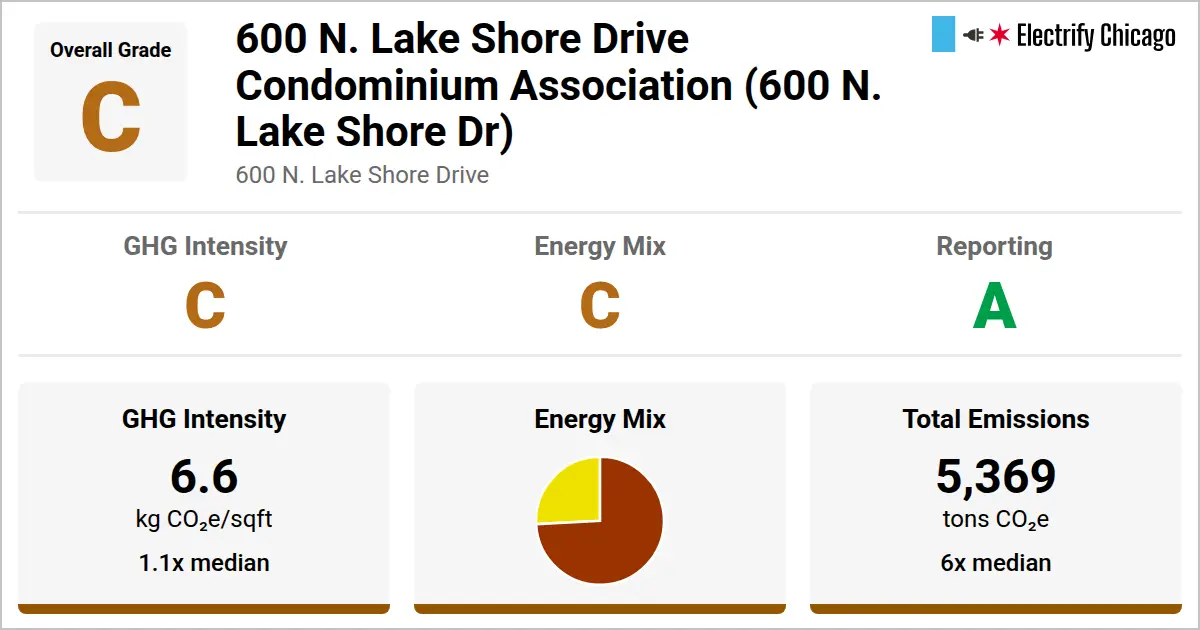 Overall Grade
C
600 N. Lake Shore Drive
Condominium Association (600 N.
Lake Shore Dr)
600 N. Lake Shore Drive
Electrify Chicago
GHG Intensity
C
Energy Mix
C
Reporting
A
GHG Intensity
6.6
kg CO₂e/sqft
1.1x median
Energy Mix
Total Emissions
5,369
tons CO₂e
6x median